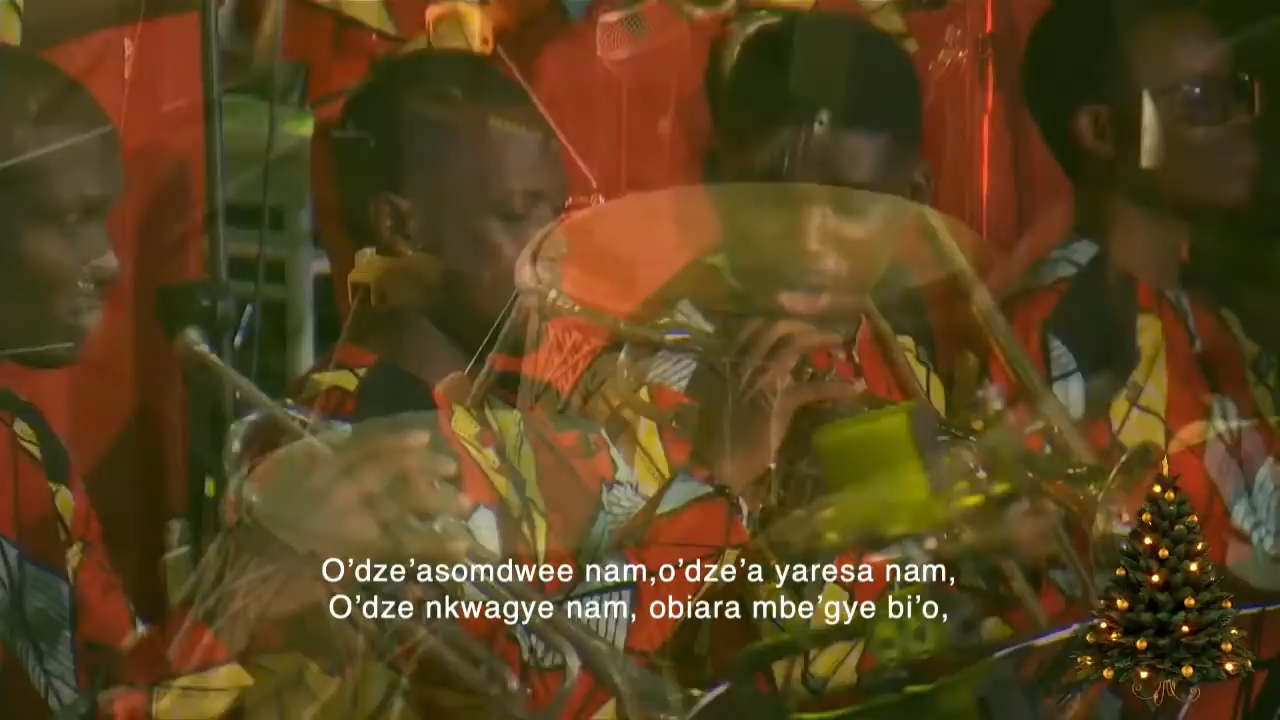 O’dze’asomdwee nam,o’dze’a yaresa nam,
O’dze nkwagye nam, obiara mbe’gye bi’o,